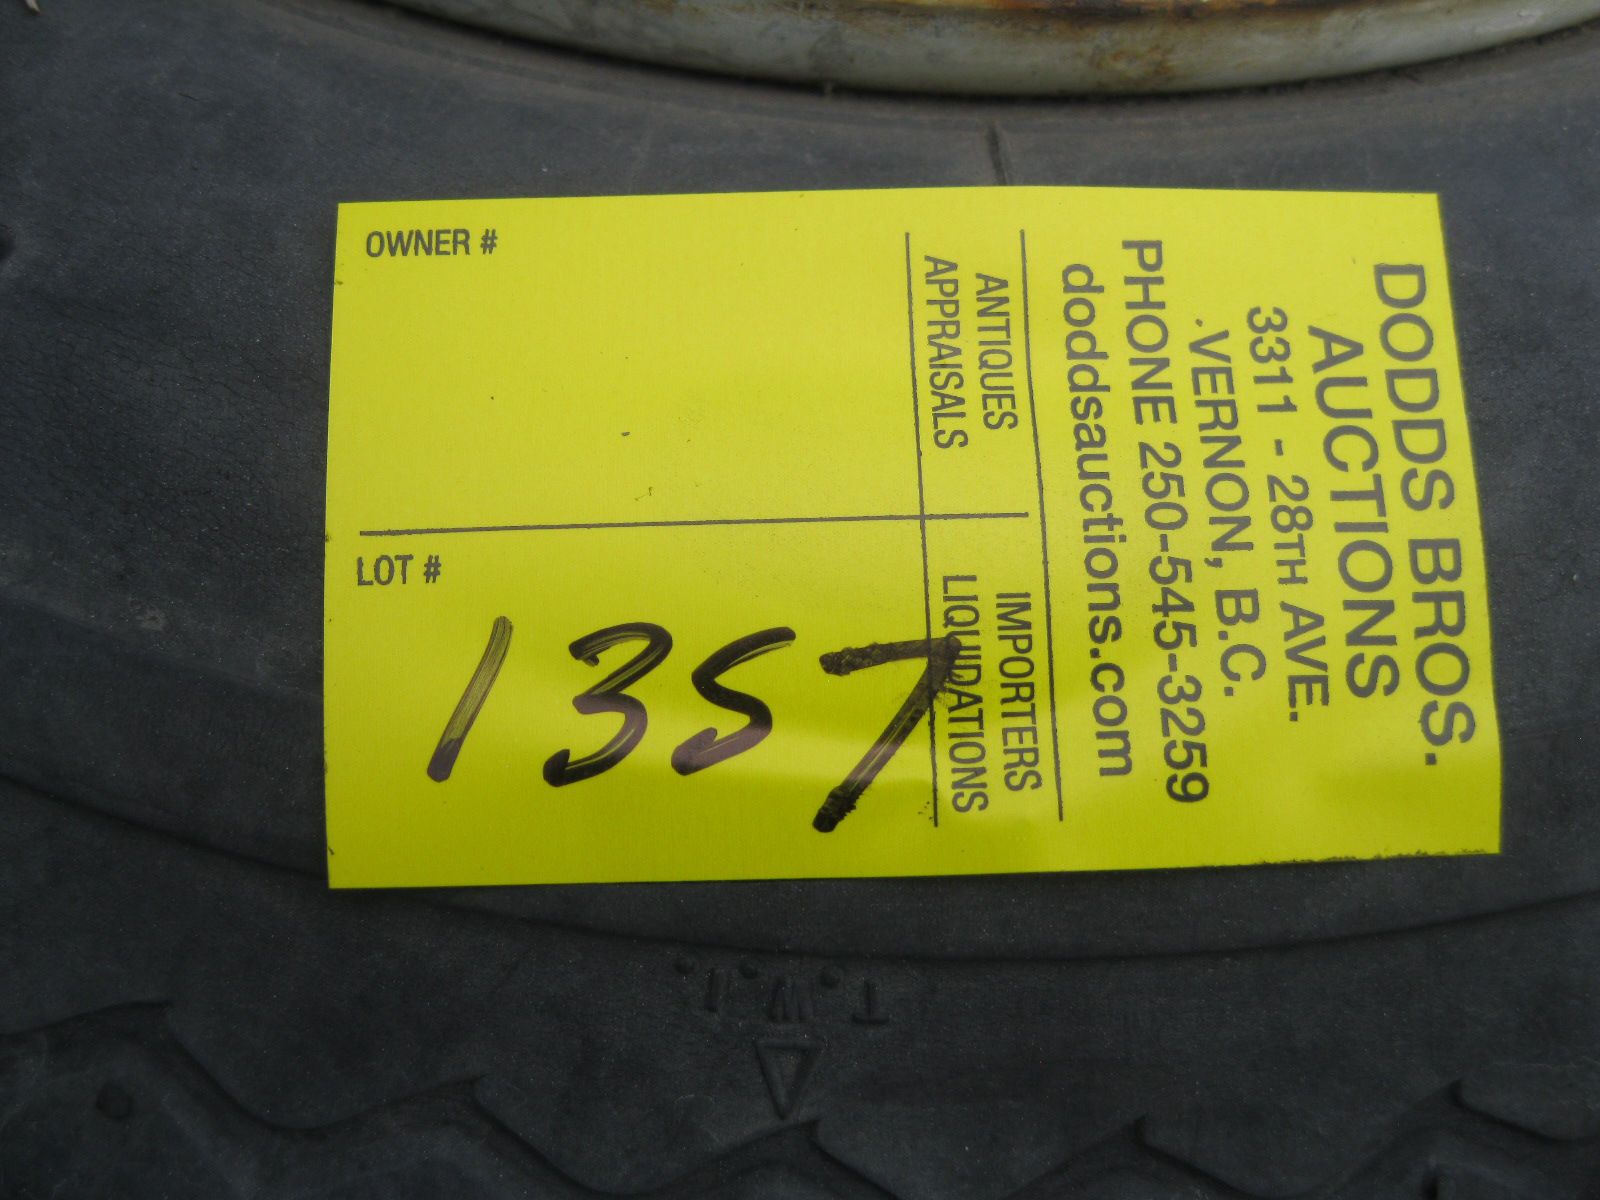 DODDS BROS.
AUCTIONS
3311 - 28TH AVE.
VERNON, B.C.
PHONE 250-545-3259
doddsauctions.com
ANTIQUES
APPRAISALS
IMPORTERS
LIQUIDATIONS
OWNER #
LOT #
1357
T.W.I.